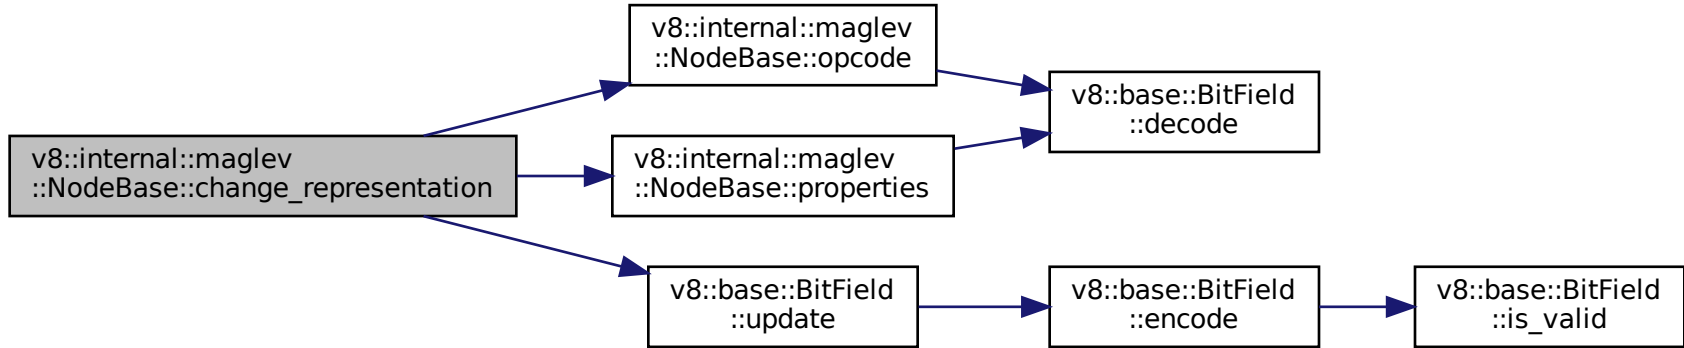 v8::internal::maglev
::NodeBase::opcode
v8::base::BitField
::decode
v8::internal::maglev
::NodeBase::change_representation
v8::internal::maglev
::NodeBase::properties
v8::base::BitField
::update
v8::base::BitField
::encode
v8::base::BitField
::is_valid